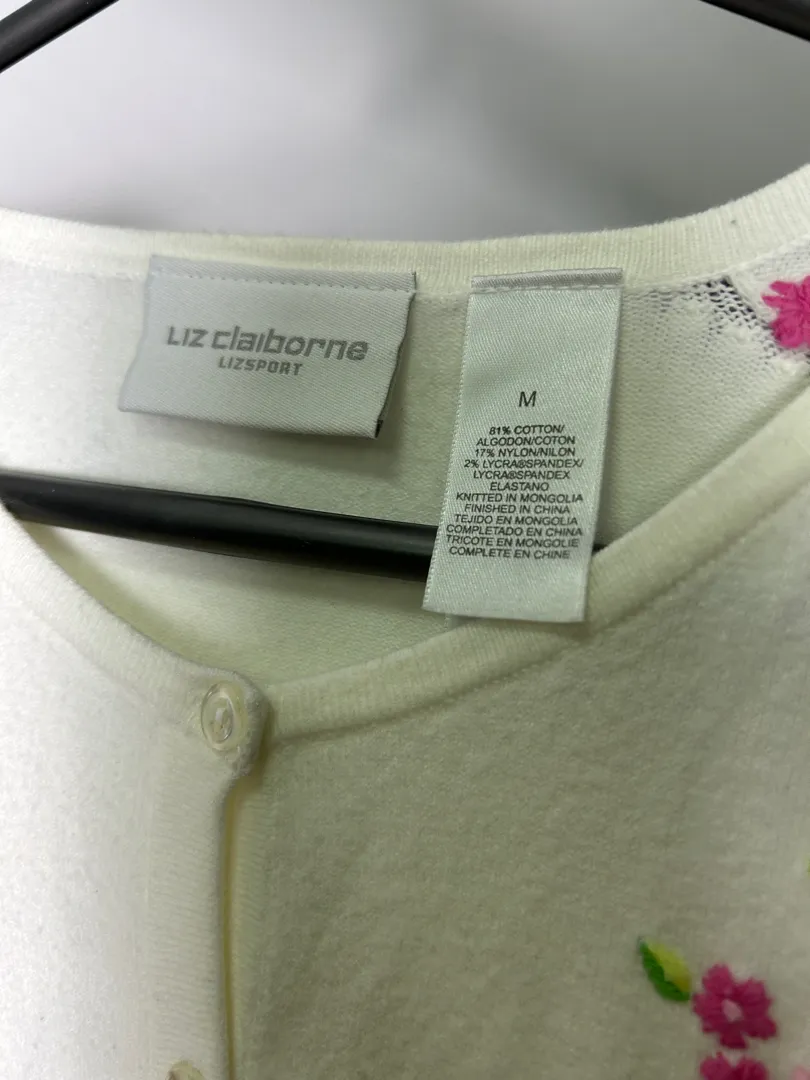 LIZ claiborne
LIZSPORT
M
81% COTTON/
ALGODON/COTON
17% NYLON/NILON
2% LYCRA®SPANDEX/
LYCRA®SPANDEX
ELASTANO
KNITTED IN MONGOLIA
FINISHED IN CHINA
TEJIDO EN MONGOLIA
COMPLETADO EN CHINA
TRICOTE EN MONGOLIE
COMPLETE EN CHINE